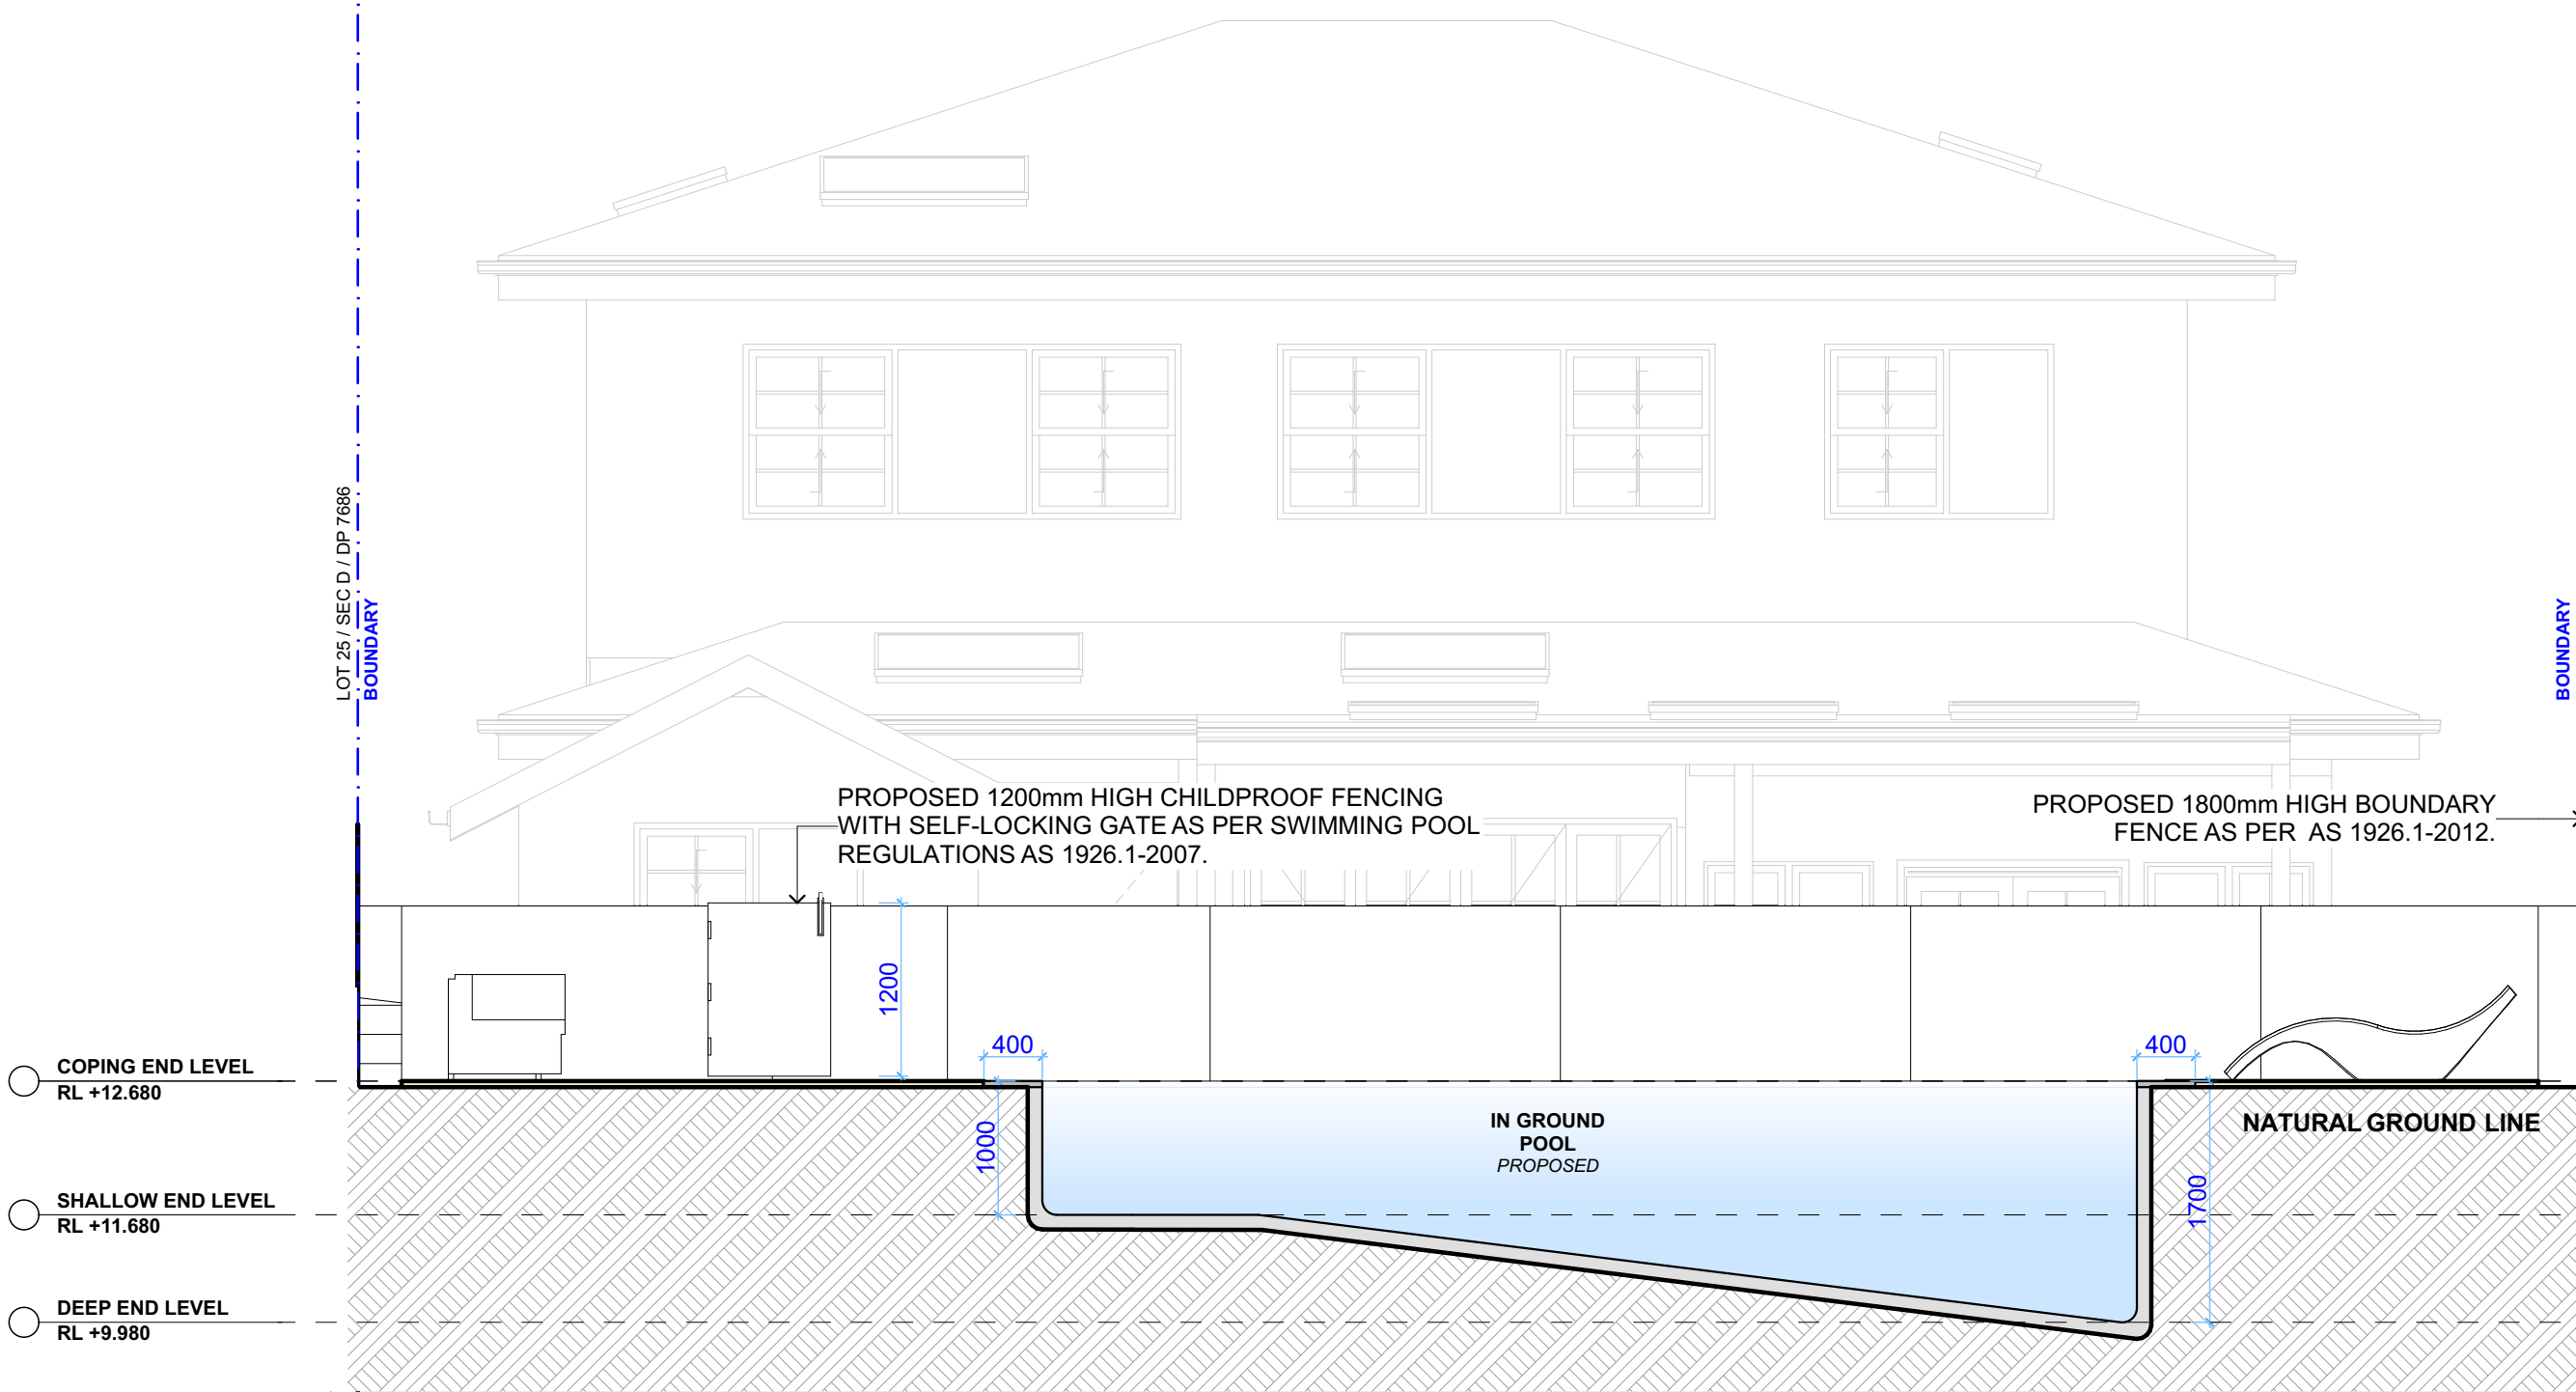 LOT 25 / SEC D / DP 7686
BOUNDARY
BOUNDARY
PROPOSED 1200mm HIGH CHILDPROOF FENCING
WITH SELF-LOCKING GATE AS PER SWIMMING POOL
REGULATIONS AS 1926.1-2007.
PROPOSED 1800mm HIGH BOUNDARY
FENCE AS PER AS 1926.1-2012.
1200
400
400
COPING END LEVEL
RL +12.680
1000
IN GROUND
POOL
PROPOSED
NATURAL GROUND LINE
1700
SHALLOW END LEVEL
RL +11.680
DEEP END LEVEL
RL +9.980